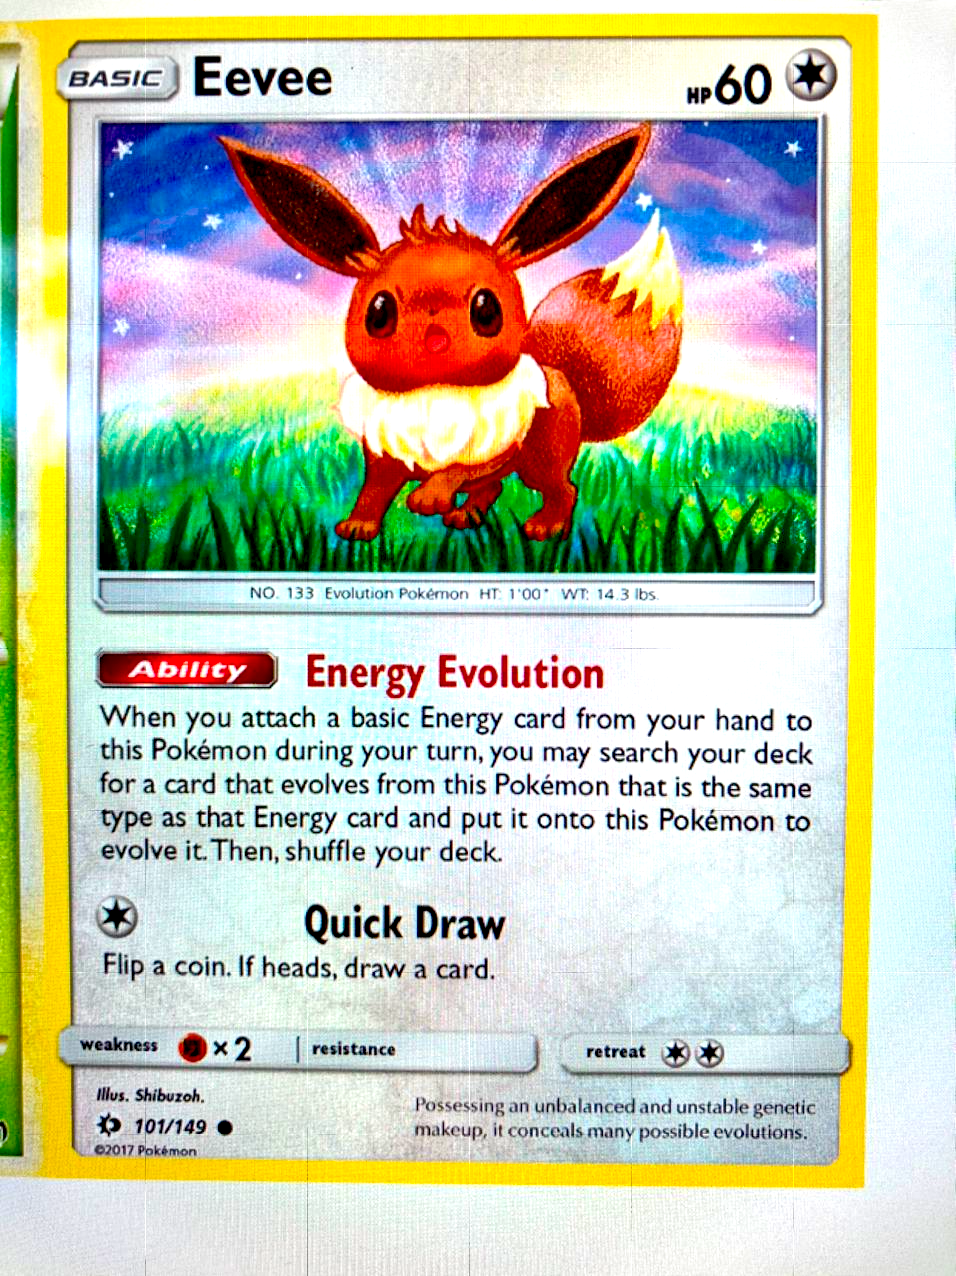 BASIC Eevee HP 60
NO. 133 Evolution Pokémon HT: 1'00" WT: 14.3 lbs.
Ability Energy Evolution
When you attach a basic Energy card from your hand to
this Pokémon during your turn, you may search your deck
for a card that evolves from this Pokémon that is the same
type as that Energy card and put it onto this Pokémon to
evolve it. Then, shuffle your deck.
Quick Draw
Flip a coin. If heads, draw a card.
weakness ×2 resistance retreat
Illus. Shibuzoh.
101/149
©2017 Pokémon
Possessing an unbalanced and unstable genetic
makeup, it conceals many possible evolutions.